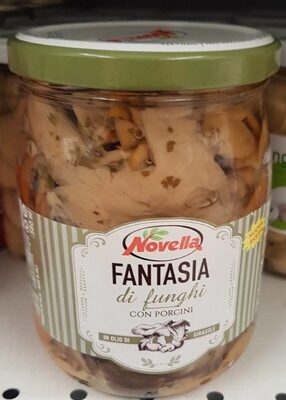 Novella
FANTASIA
di funghi
CON PORCINI
IN OLIO DI
GIRASOLE